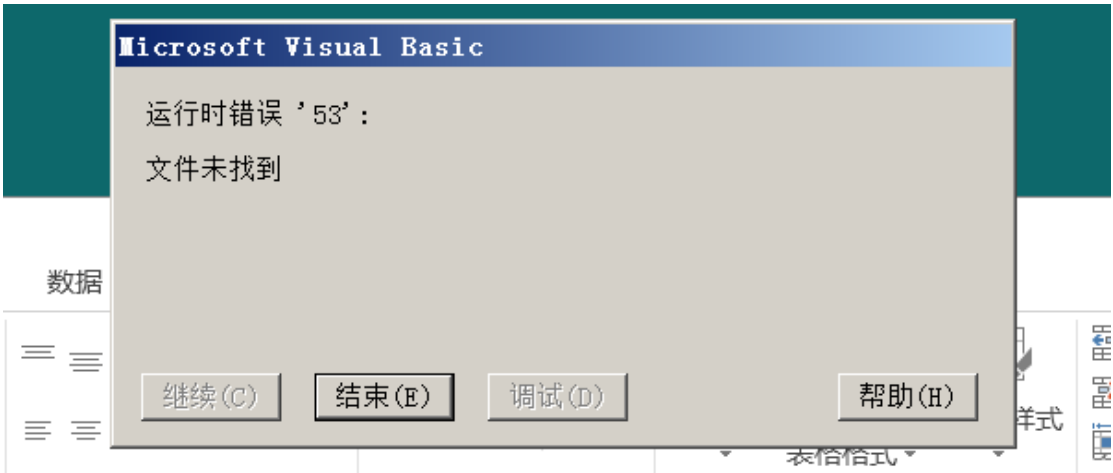 Microsoft Visual Basic
运行时错误 '53':
文件未找到
数据
继续(C)
结束(E)
调试(D)
帮助(H)
样式
表格格式